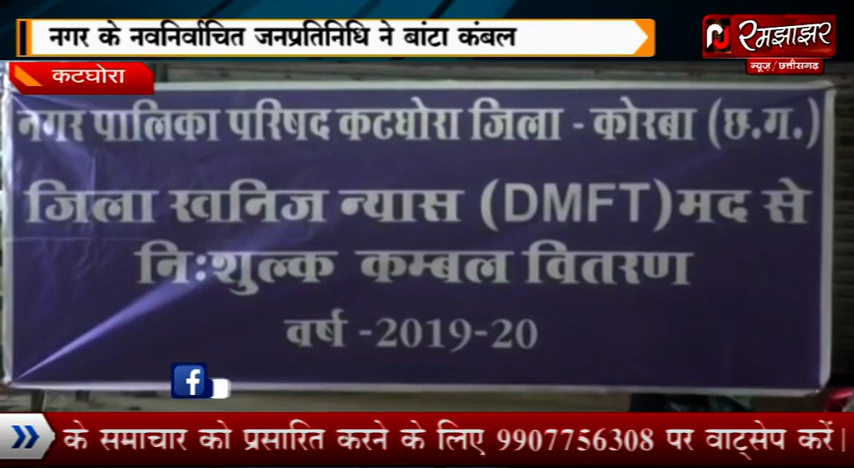 नगर के नवनिर्वाचित जनप्रतिनिधि ने बांटा कंबल
रमझाझर
न्यूज/छत्तीसगढ़
कटघोरा
नगर पालिका परिषद कटघोरा जिला - कोरबा (छ.ग.)
जिला खनिज न्यास (DMFT) मद से
निःशुल्क कम्बल वितरण
वर्ष -2019-20
के समाचार को प्रसारित करने के लिए 9907756308 पर वाट्सेप करें|